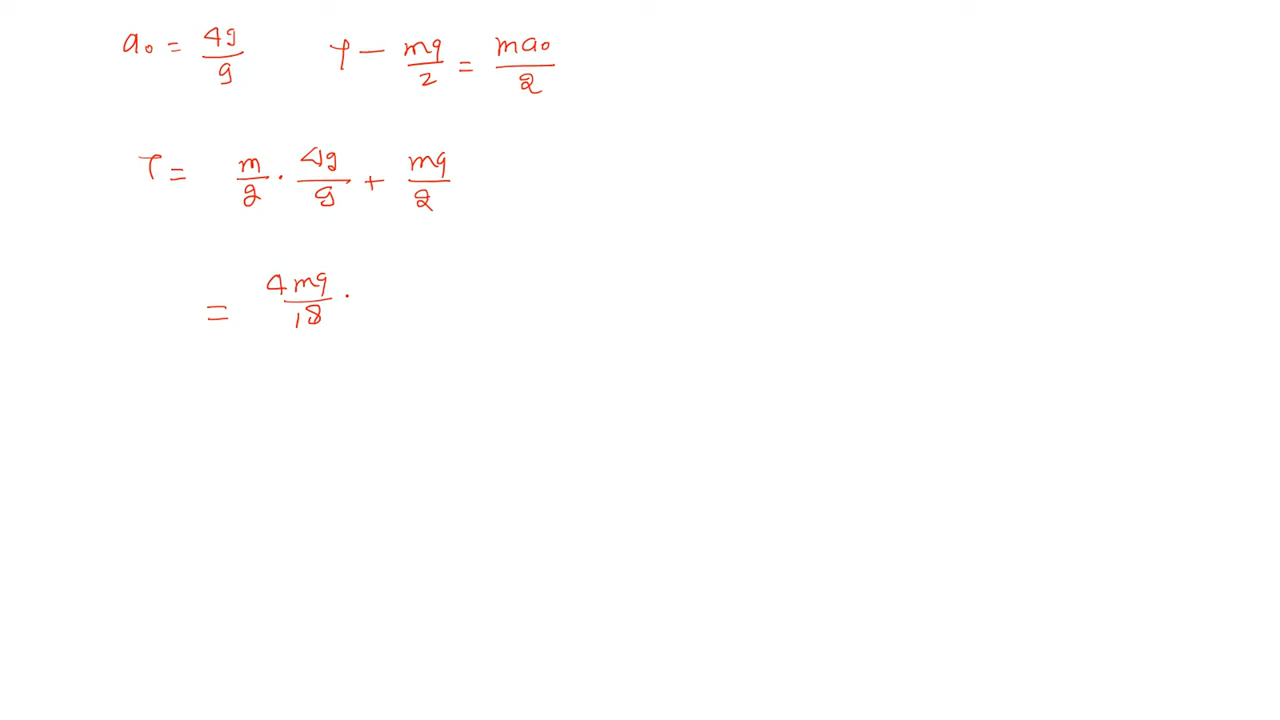 a₀ = 4g/9 T − mg/2 = ma₀/2
T = m/2 · 4g/9 + mg/2
= 4mg/18 ·